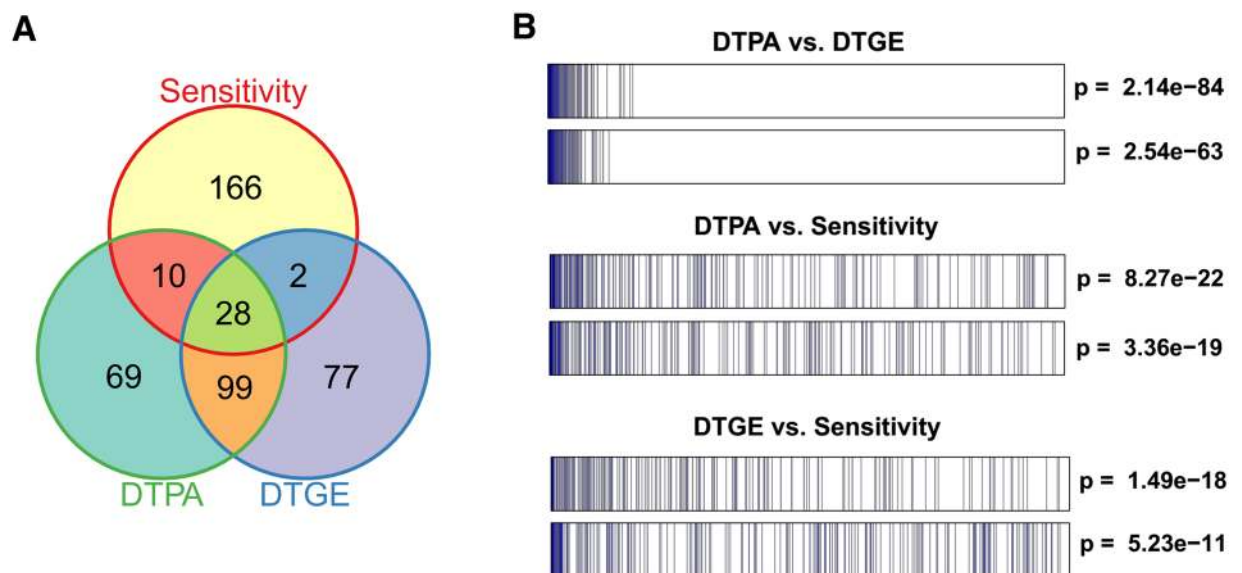 A
Sensitivity
166
10
2
28
69
99
77
DTPA
DTGE
B
DTPA vs. DTGE
p = 2.14e−84
p = 2.54e−63
DTPA vs. Sensitivity
p = 8.27e−22
p = 3.36e−19
DTGE vs. Sensitivity
p = 1.49e−18
p = 5.23e−11